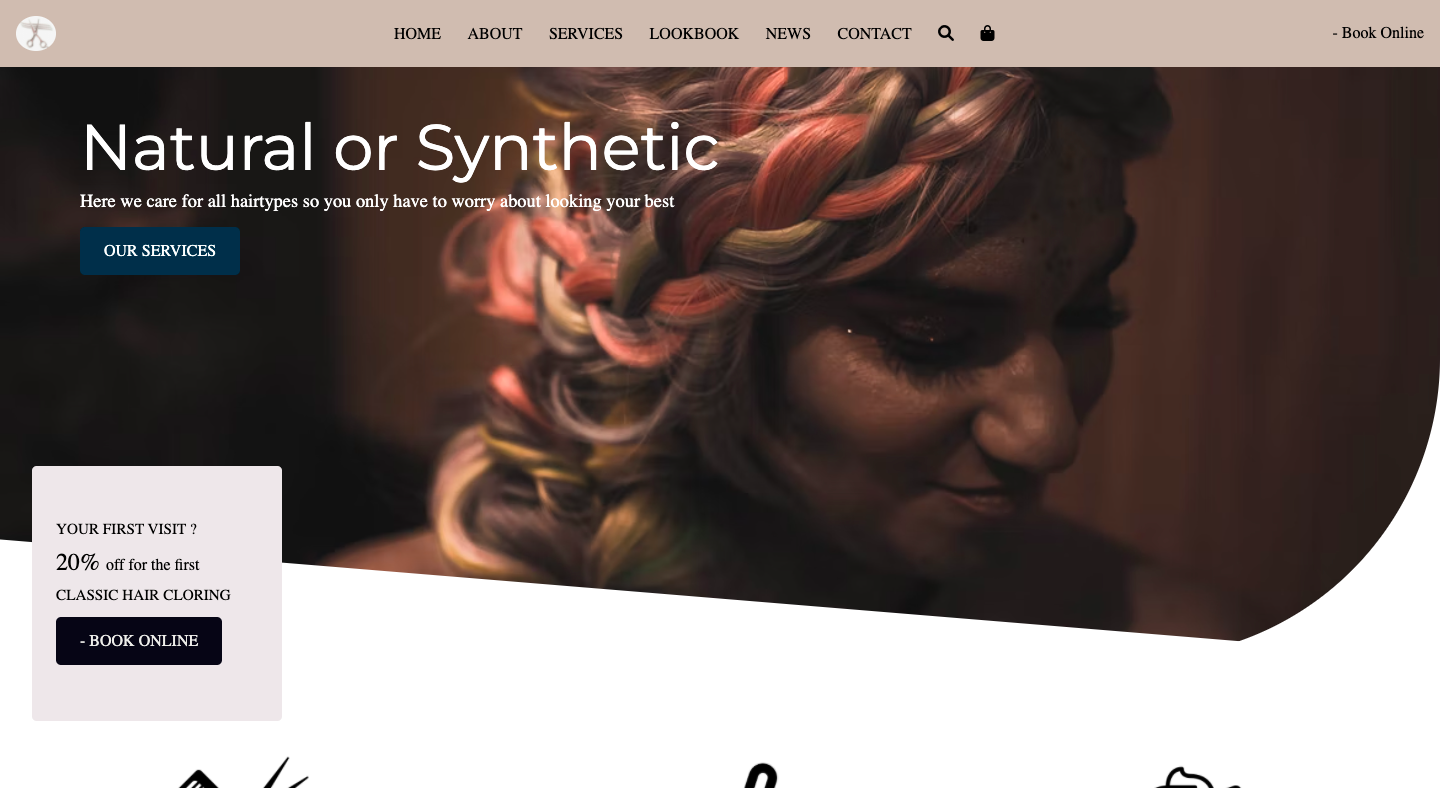 HOME ABOUT SERVICES LOOKBOOK NEWS CONTACT - Book Online
Natural or Synthetic
Here we care for all hairtypes so you only have to worry about looking your best
OUR SERVICES
YOUR FIRST VISIT ?
20% off for the first
CLASSIC HAIR CLORING
- BOOK ONLINE